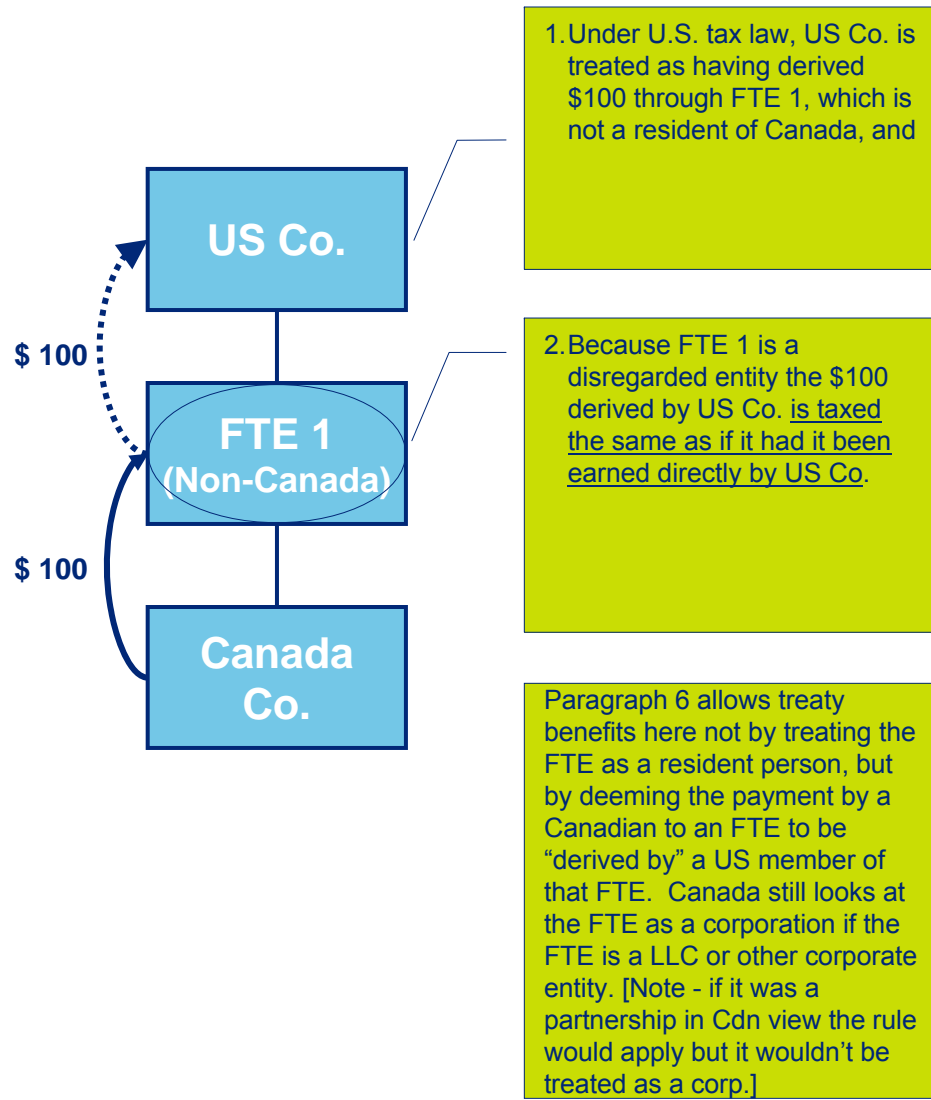 1.Under U.S. tax law, US Co. is
treated as having derived
$100 through FTE 1, which is
not a resident of Canada, and
US Co.
$ 100
2.Because FTE 1 is a
disregarded entity the $100
derived by US Co. is taxed
the same as if it had it been
earned directly by US Co.
FTE 1
(Non-Canada)
$ 100
Canada
Co.
Paragraph 6 allows treaty
benefits here not by treating the
FTE as a resident person, but
by deeming the payment by a
Canadian to an FTE to be
“derived by” a US member of
that FTE.  Canada still looks at
the FTE as a corporation if the
FTE is a LLC or other corporate
entity. [Note - if it was a
partnership in Cdn view the rule
would apply but it wouldn’t be
treated as a corp.]